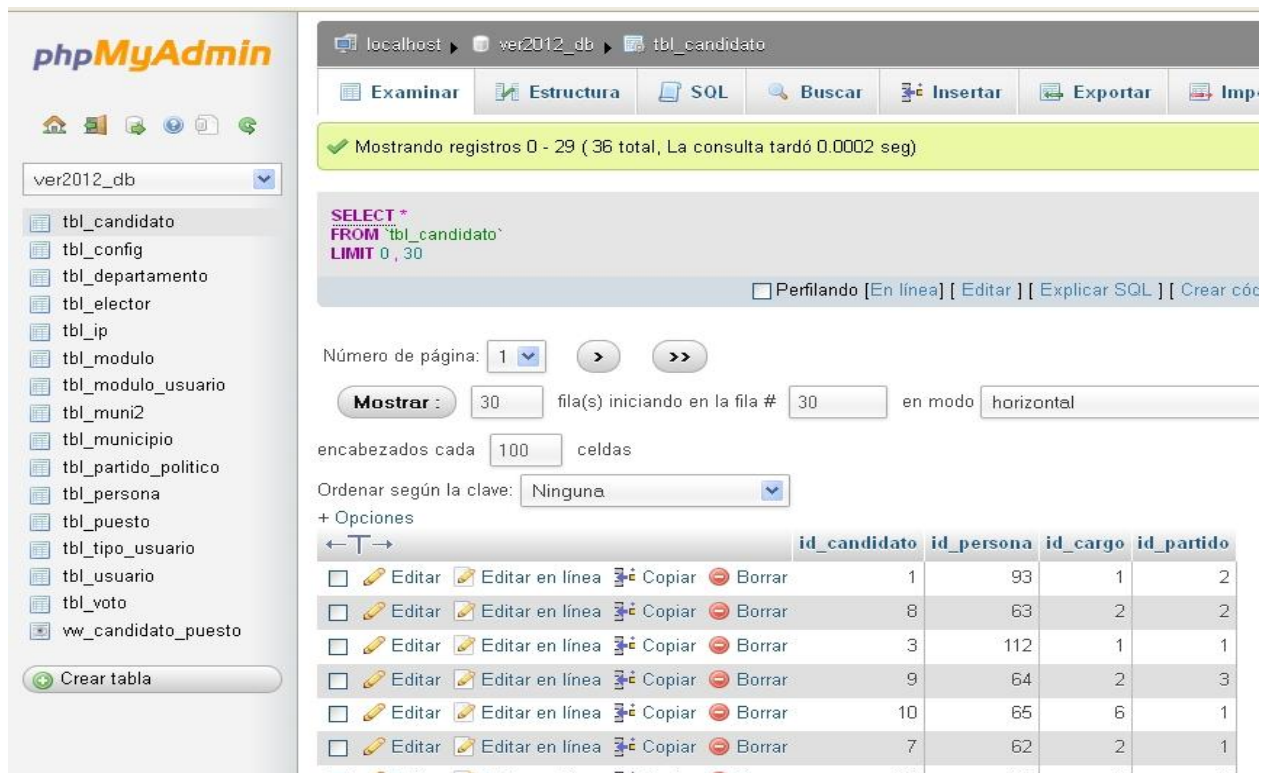 phpMyAdmin
ver2012_db
tbl_candidato
tbl_config
tbl_departamento
tbl_elector
tbl_ip
tbl_modulo
tbl_modulo_usuario
tbl_muni2
tbl_municipio
tbl_partido_politico
tbl_persona
tbl_puesto
tbl_tipo_usuario
tbl_usuario
tbl_voto
vw_candidato_puesto
Crear tabla
localhost ver2012_db tbl_candidato
Examinar Estructura SQL Buscar Insertar Exportar Imp
Mostrando registros 0 - 29 ( 36 total, La consulta tardó 0.0002 seg)
SELECT *
FROM `tbl_candidato`
LIMIT 0 , 30
Perfilando [En línea] [ Editar ] [ Explicar SQL ] [ Crear cód
Número de página: 1 > >>
Mostrar : 30 fila(s) iniciando en la fila # 30 en modo horizontal
encabezados cada 100 celdas
Ordenar según la clave: Ninguna
+ Opciones
←T→ id_candidato id_persona id_cargo id_partido
Editar Editar en línea Copiar Borrar 1 93 1 2
Editar Editar en línea Copiar Borrar 8 63 2 2
Editar Editar en línea Copiar Borrar 3 112 1 1
Editar Editar en línea Copiar Borrar 9 64 2 3
Editar Editar en línea Copiar Borrar 10 65 6 1
Editar Editar en línea Copiar Borrar 7 62 2 1